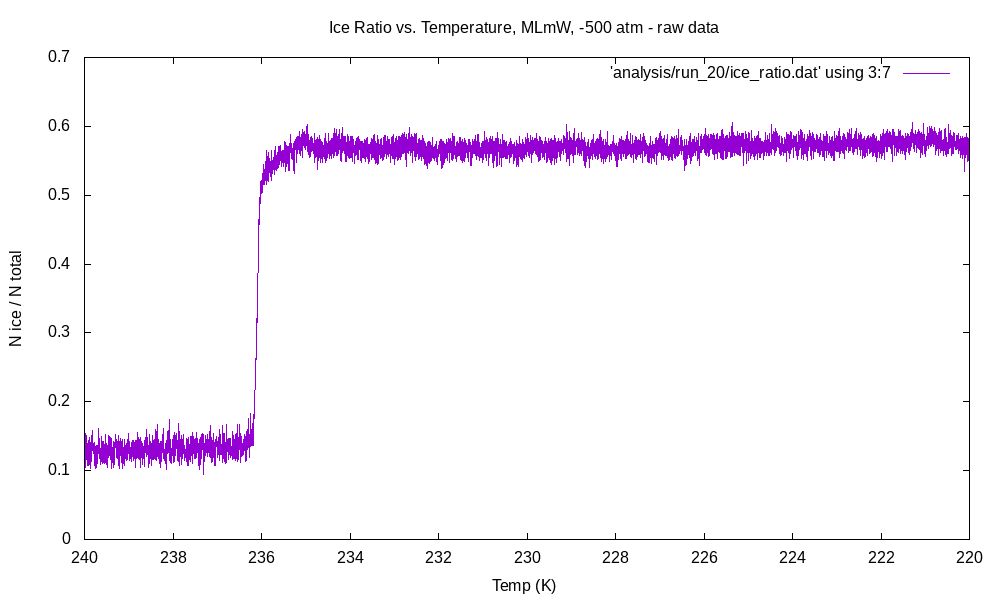 Ice Ratio vs. Temperature, MLmW, -500 atm - raw data
'analysis/run_20/ice_ratio.dat' using 3:7
N ice / N total
0.7
0.6
0.5
0.4
0.3
0.2
0.1
0
240 238 236 234 232 230 228 226 224 222 220
Temp (K)